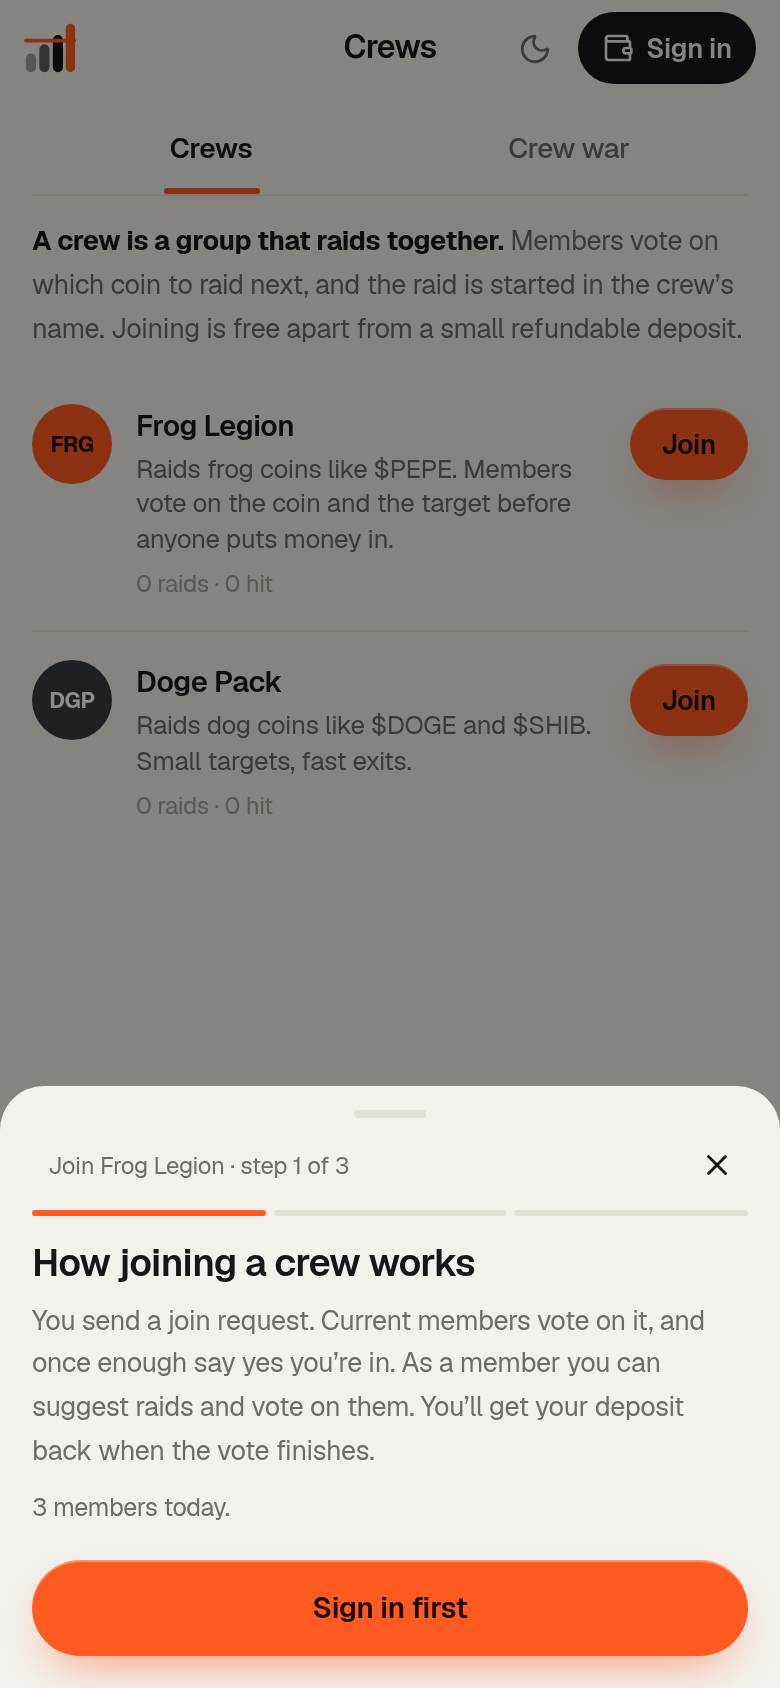 Crews
Sign in
Crews
Crew war
A crew is a group that raids together. Members vote on
which coin to raid next, and the raid is started in the crew’s
name. Joining is free apart from a small refundable deposit.
FRG
Frog Legion
Raids frog coins like $PEPE. Members
vote on the coin and the target before
anyone puts money in.
0 raids · 0 hit
Join
DGP
Doge Pack
Raids dog coins like $DOGE and $SHIB.
Small targets, fast exits.
0 raids · 0 hit
Join
Join Frog Legion · step 1 of 3
How joining a crew works
You send a join request. Current members vote on it, and
once enough say yes you’re in. As a member you can
suggest raids and vote on them. You’ll get your deposit
back when the vote finishes.
3 members today.
Sign in first